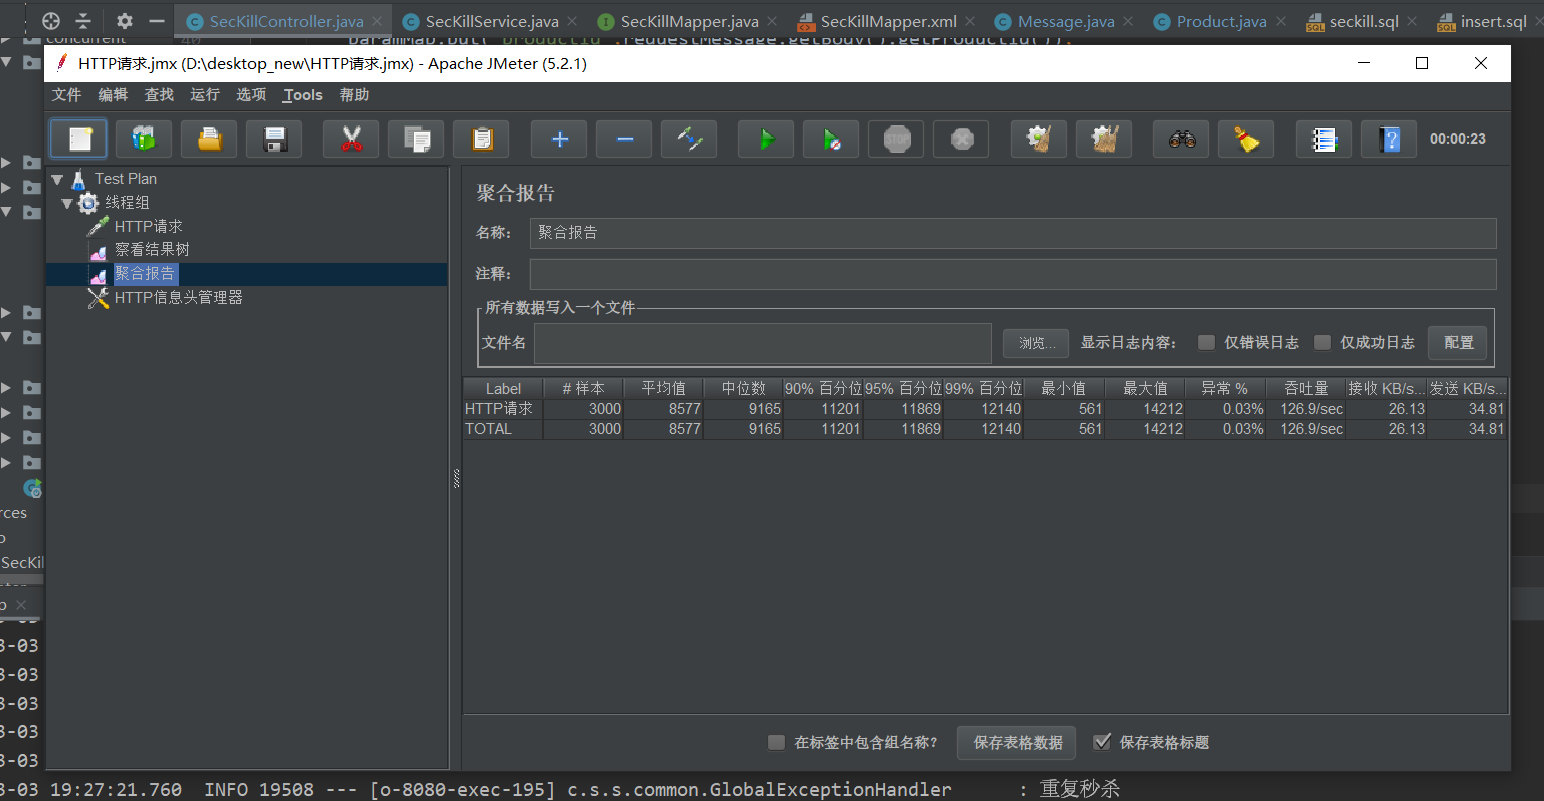 SecKillController.java SecKillService.java SecKillMapper.java SecKillMapper.xml Message.java Product.java seckill.sql insert.sql
concurrent
HTTP请求.jmx (D:\desktop_new\HTTP请求.jmx) - Apache JMeter (5.2.1)
文件 编辑 查找 运行 选项 Tools 帮助
STOP 00:00:23
Test Plan
线程组
HTTP请求
察看结果树
聚合报告
HTTP信息头管理器
聚合报告
名称: 聚合报告
注释:
所有数据写入一个文件
文件名 浏览... 显示日志内容: 仅错误日志 仅成功日志 配置
Label # 样本 平均值 中位数 90% 百分位 95% 百分位 99% 百分位 最小值 最大值 异常 % 吞吐量 接收 KB/s... 发送 KB/s...
HTTP请求 3000 8577 9165 11201 11869 12140 561 14212 0.03% 126.9/sec 26.13 34.81
TOTAL 3000 8577 9165 11201 11869 12140 561 14212 0.03% 126.9/sec 26.13 34.81
在标签中包含组名称? 保存表格数据 保存表格标题
rces
o
SecKil
p
3-03
3-03
3-03
3-03
3-03
3-03 19:27:21.760 INFO 19508 --- [o-8080-exec-195] c.s.s.common.GlobalExceptionHandler : 重复秒杀